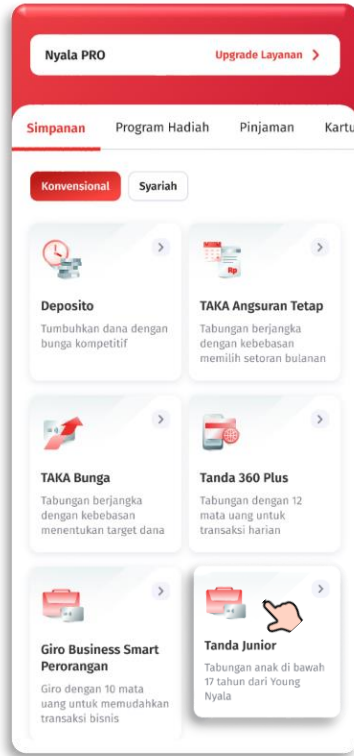 Nyala PRO
Upgrade Layanan
Simpanan
Program Hadiah
Pinjaman
Kartu
Konvensional
Syariah
Deposito
Tumbuhkan dana dengan
bunga kompetitif
TAKA Angsuran Tetap
Tabungan berjangka
dengan kebebasan
memilih setoran bulanan
TAKA Bunga
Tabungan berjangka
dengan kebebasan
menentukan target dana
Tanda 360 Plus
Tabungan dengan 12
mata uang untuk
transaksi harian
Giro Business Smart
Perorangan
Giro dengan 10 mata
uang untuk memudahkan
transaksi bisnis
Tanda Junior
Tabungan anak di bawah
17 tahun dari Young
Nyala
Rp